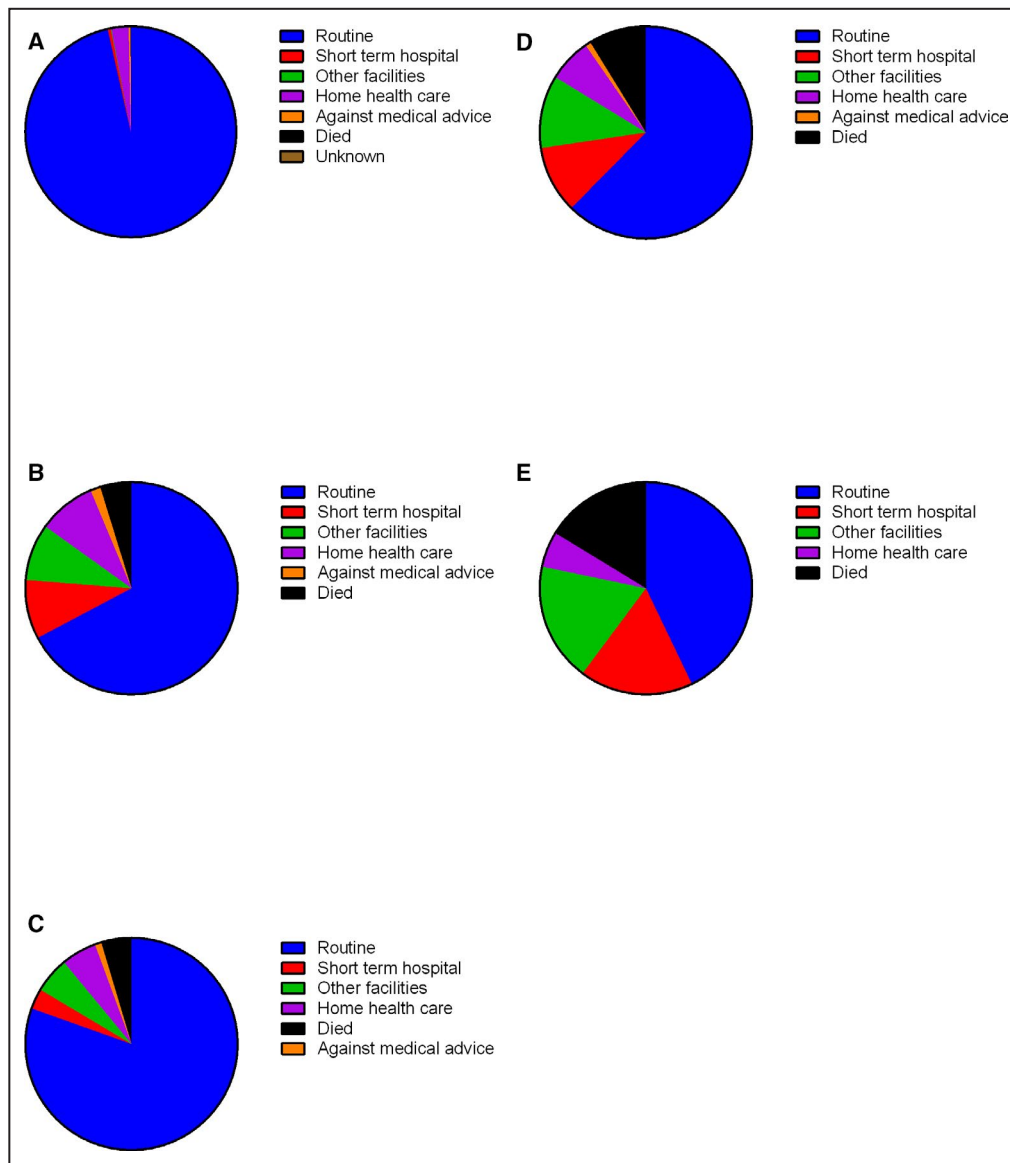 A
Routine
Short term hospital
Other facilities
Home health care
Against medical advice
Died
Unknown
B
Routine
Short term hospital
Other facilities
Home health care
Against medical advice
Died
C
Routine
Short term hospital
Other facilities
Home health care
Died
Against medical advice
D
Routine
Short term hospital
Other facilities
Home health care
Against medical advice
Died
E
Routine
Short term hospital
Other facilities
Home health care
Died